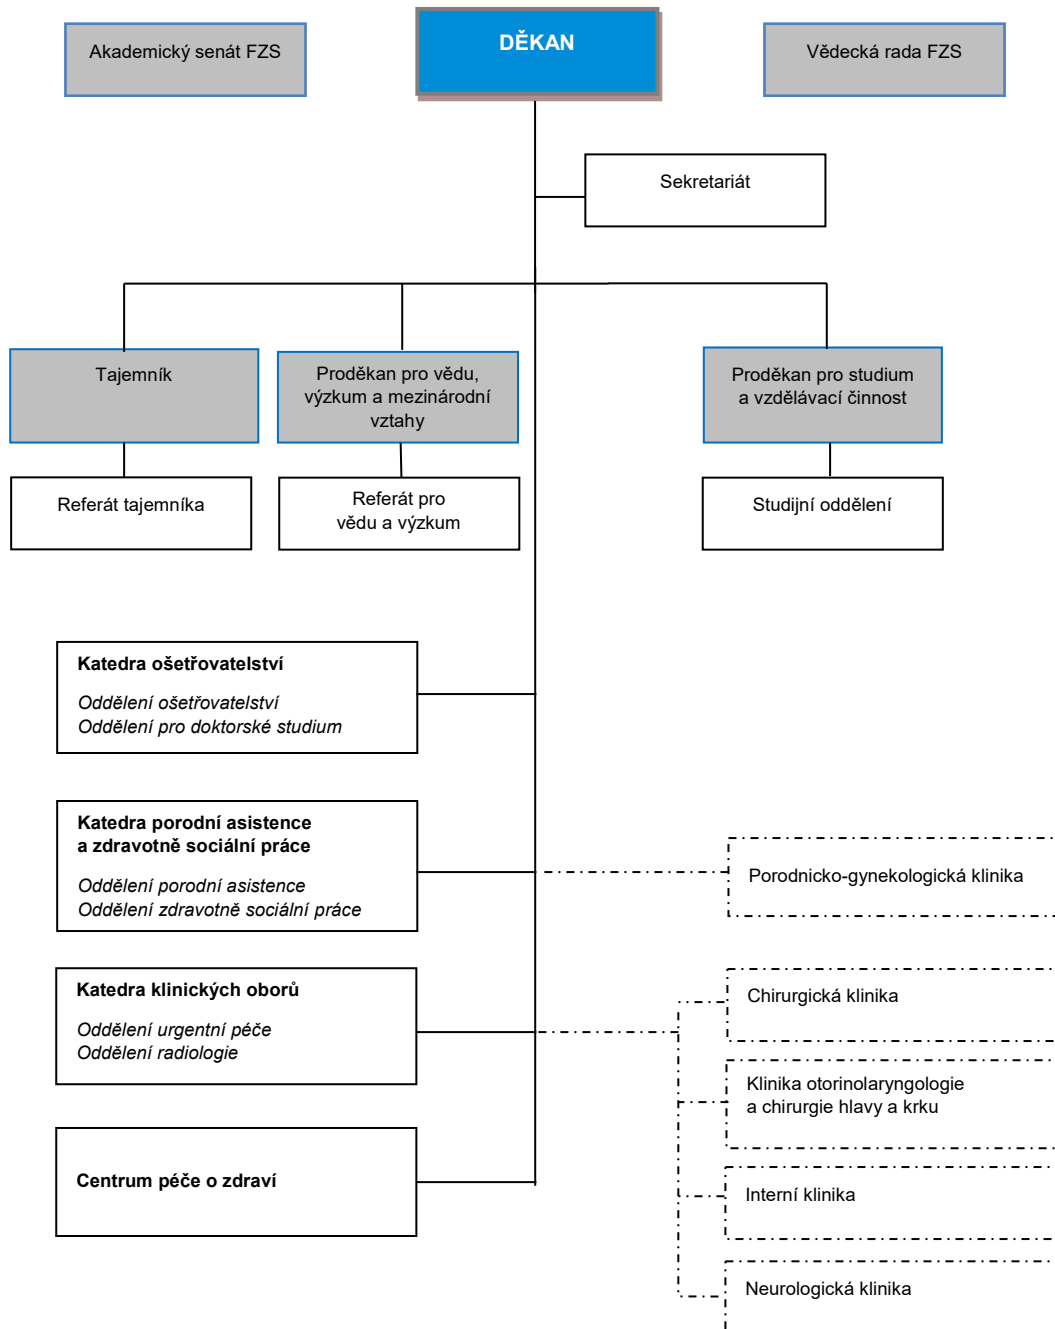 Akademický senát FZS
DĚKAN
Vědecká rada FZS
Sekretariát
Tajemník
Proděkan pro vědu,
výzkum a mezinárodní
vztahy
Proděkan pro studium
a vzdělávací činnost
Referát tajemníka
Referát pro
vědu a výzkum
Studijní oddělení
Katedra ošetřovatelství
Oddělení ošetřovatelství
Oddělení pro doktorské studium
Katedra porodní asistence
a zdravotně sociální práce
Oddělení porodní asistence
Oddělení zdravotně sociální práce
Porodnicko-gynekologická klinika
Katedra klinických oborů
Oddělení urgentní péče
Oddělení radiologie
Chirurgická klinika
Klinika otorinolaryngologie
a chirurgie hlavy a krku
Centrum péče o zdraví
Interní klinika
Neurologická klinika